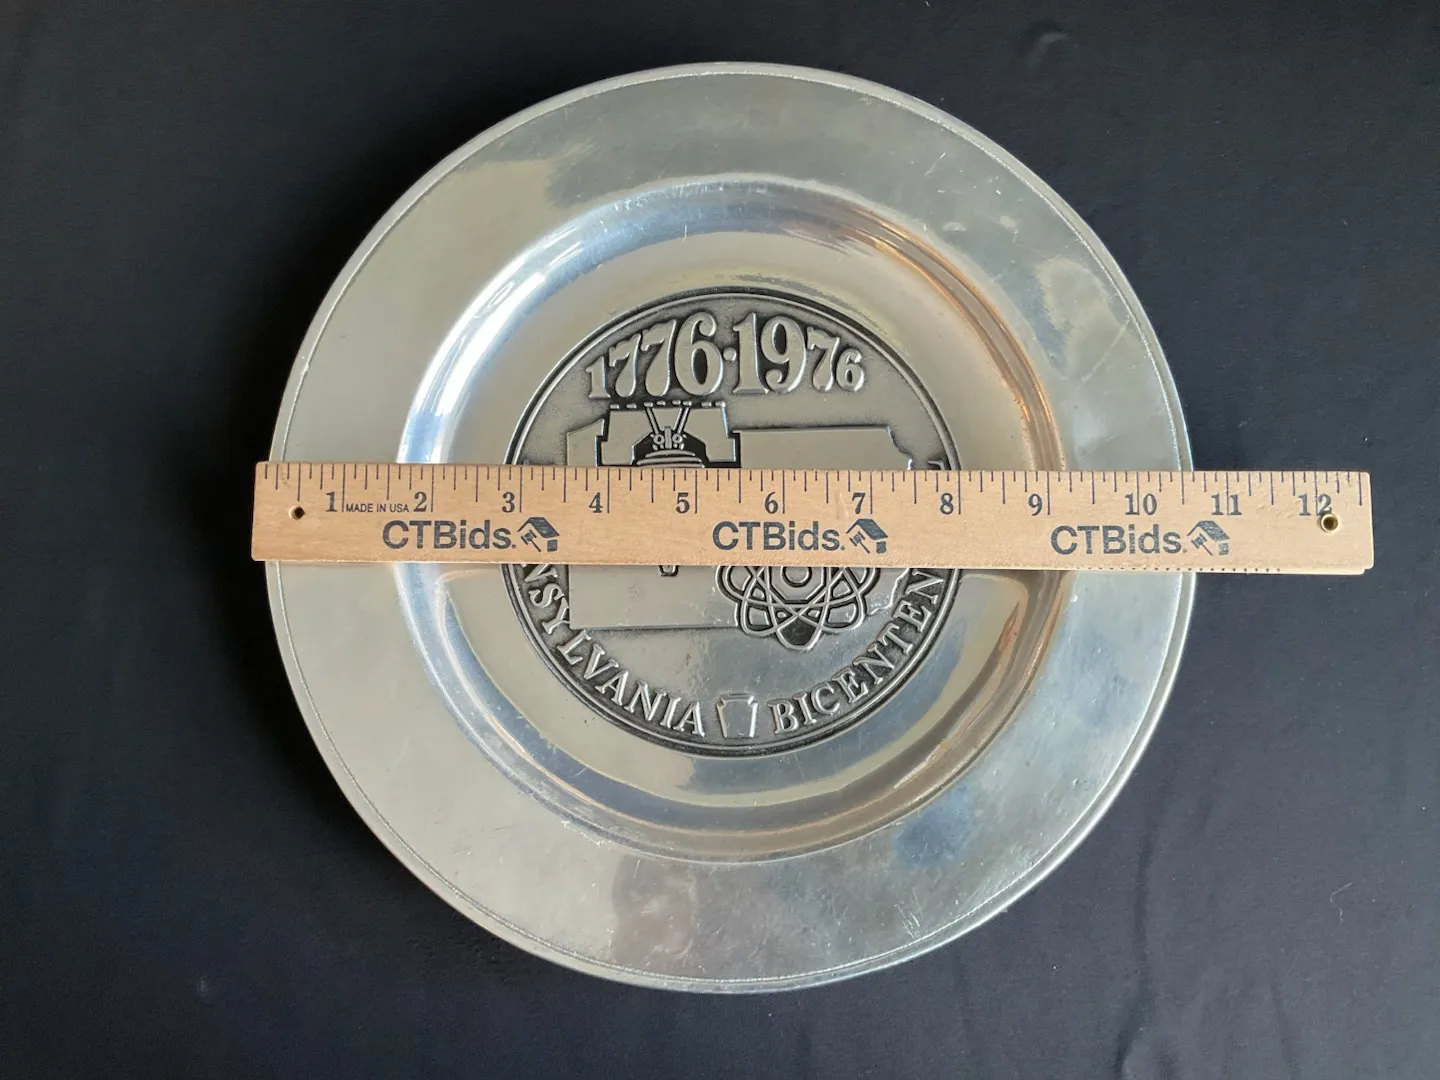 1776·1976
1 2 3 4 5 6 7 8 9 10 11 12
MADE IN USA
CTBids. CTBids. CTBids.
NSYLVANIA BICENTEN